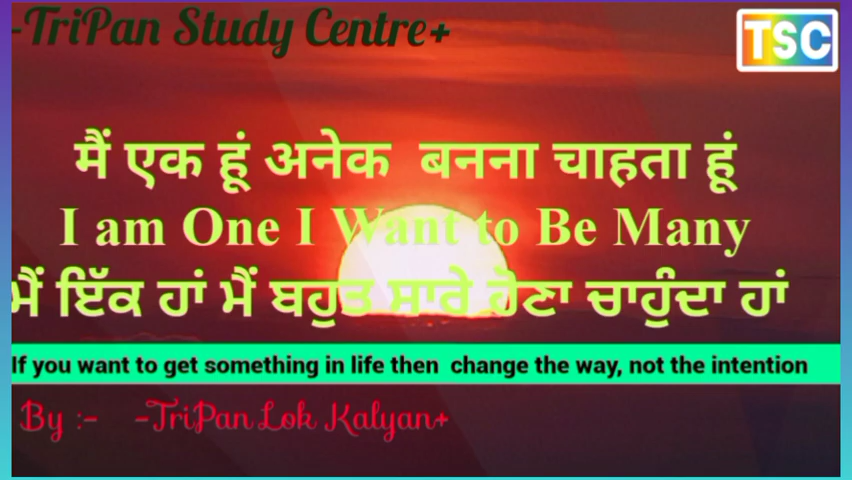 -TriPan Study Centre+
TSC
मैं एक हूं अनेक  बनना चाहता हूं
I am One I Want to Be Many
ਮੈਂ ਇੱਕ ਹਾਂ ਮੈਂ ਬਹੁਤ ਸਾਰੇ ਹੋਣਾ ਚਾਹੁੰਦਾ ਹਾਂ
If you want to get something in life then  change the way, not the intention
By :-    -TriPan Lok Kalyan+